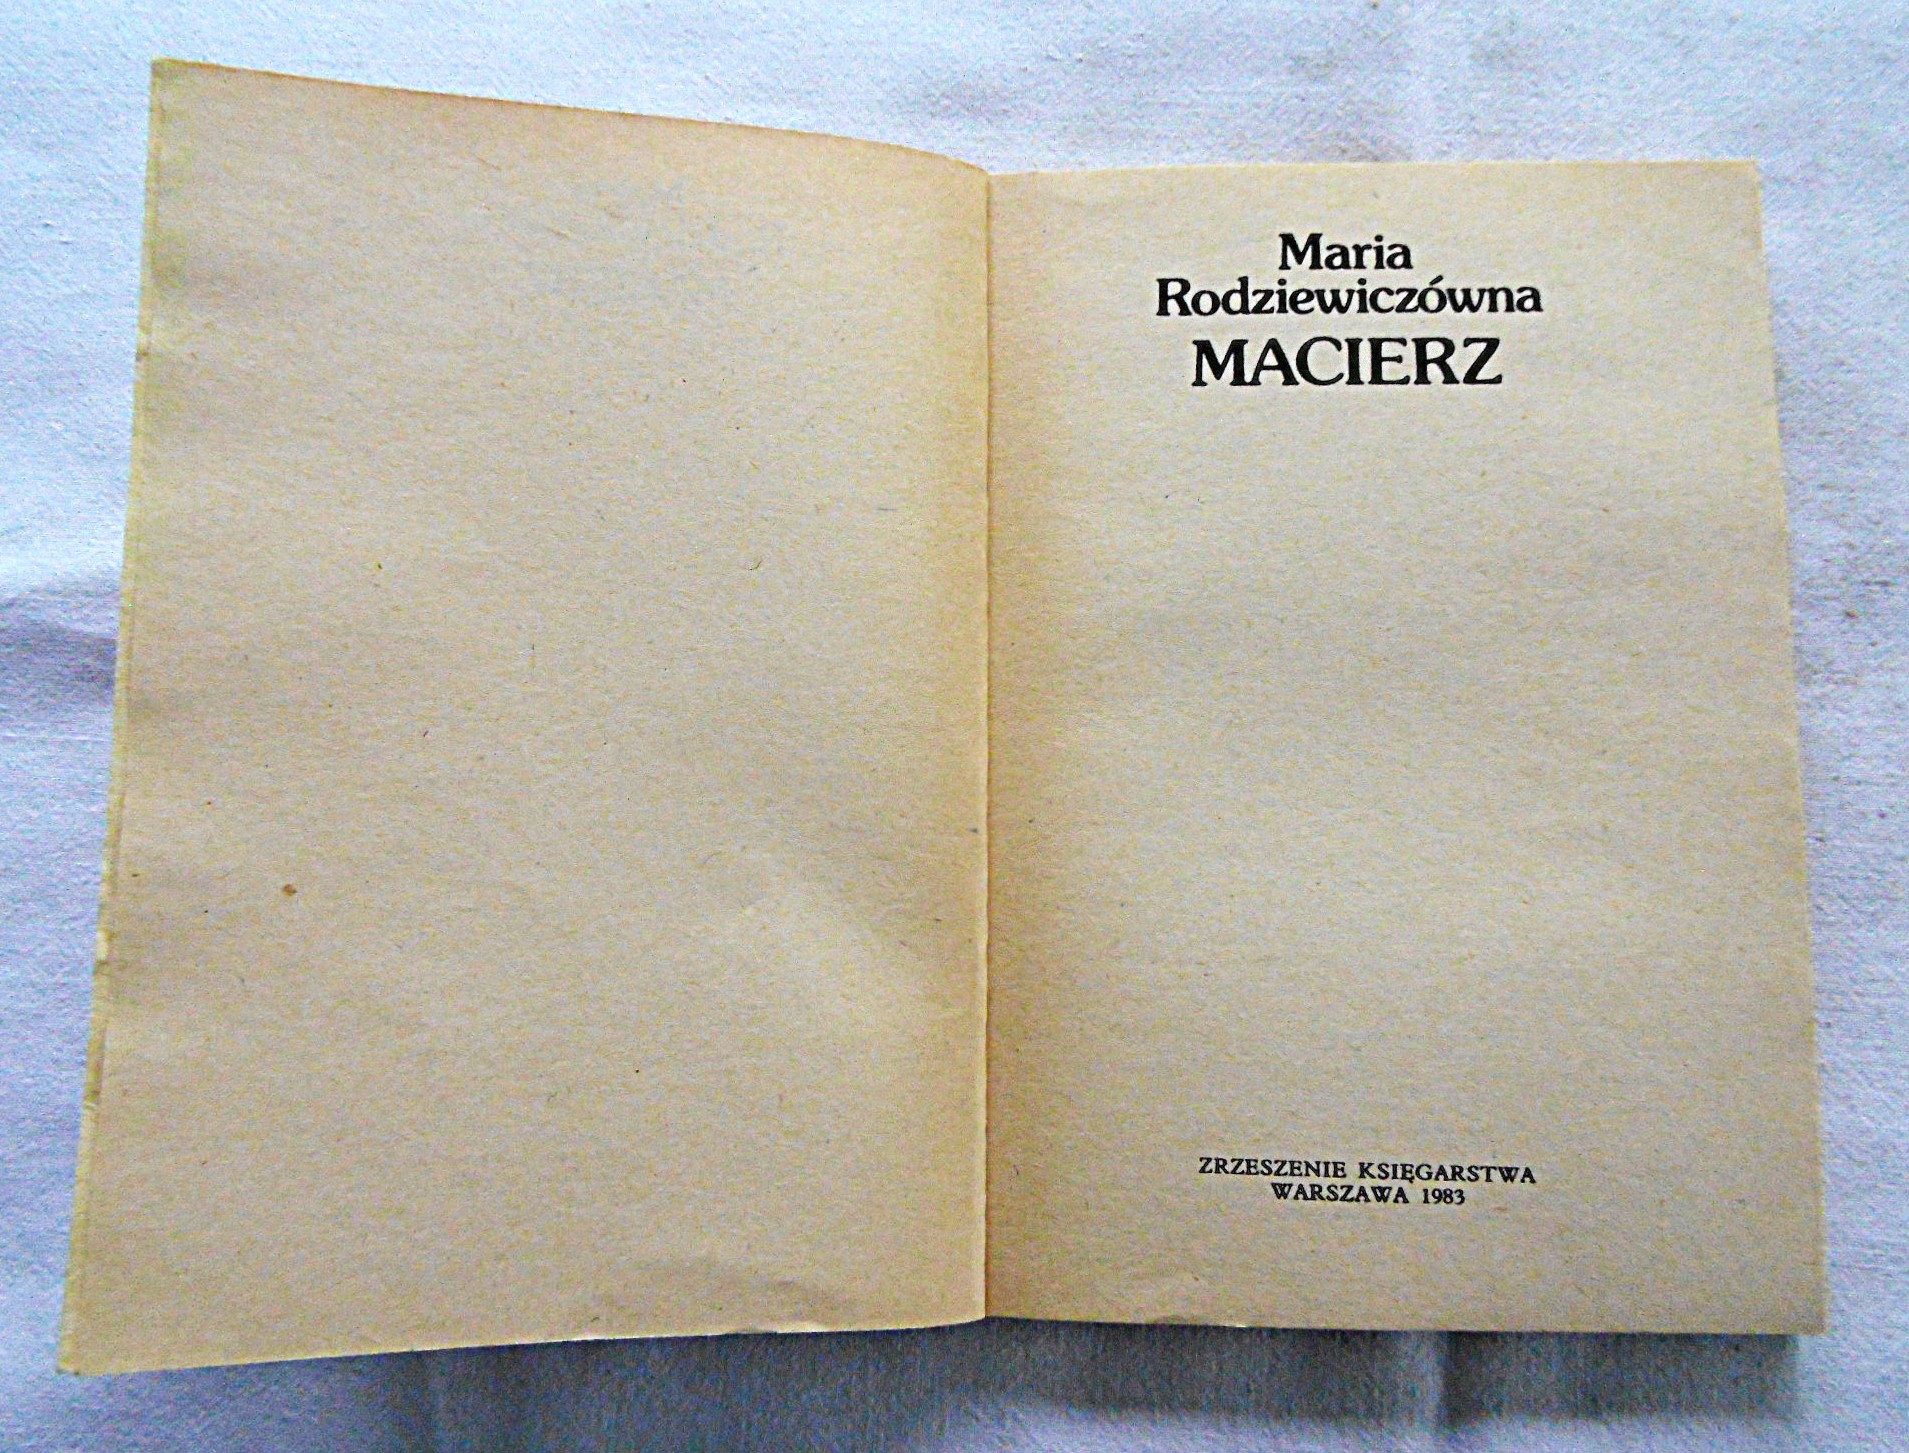 Maria
Rodziewiczówna
MACIERZ
ZRZESZENIE KSIĘGARSTWA
WARSZAWA 1983